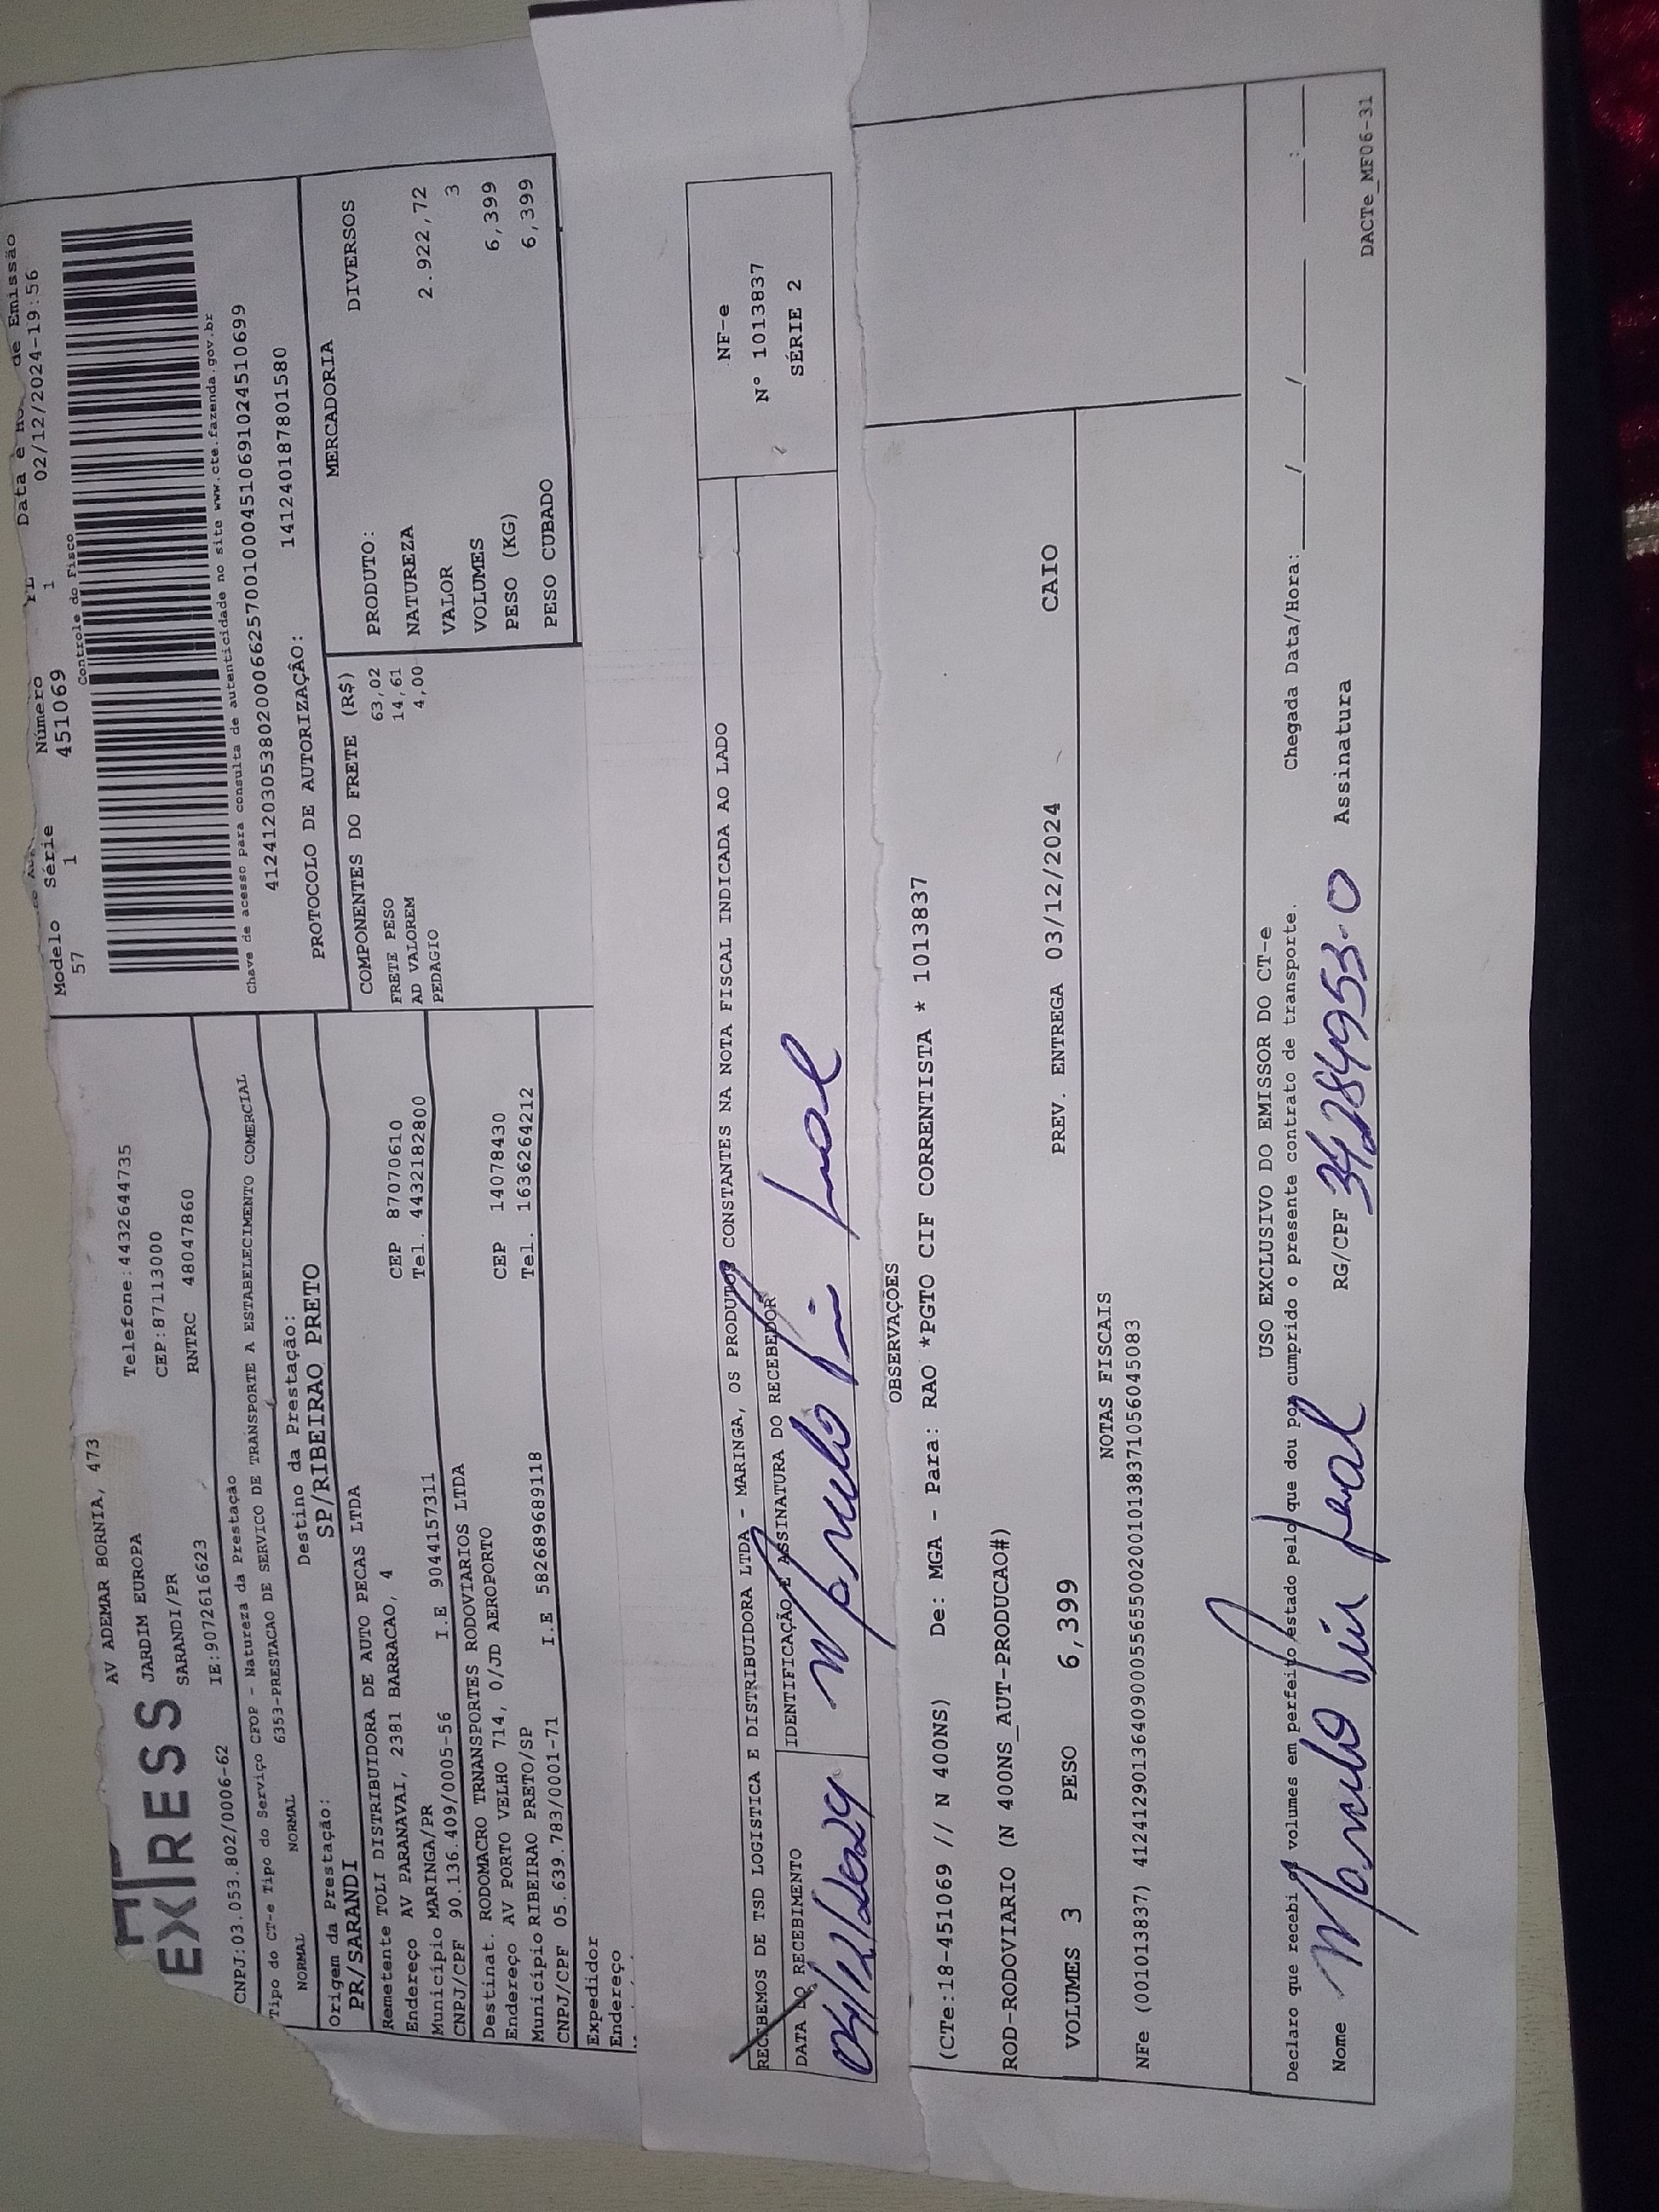 EXPRESS
AV ADEMAR BORNIA, 473
JARDIM EUROPA
SARANDI/PR
Telefone:4432644735
CEP:87113000
CNPJ:03.053.802/0006-62 IE:9072616623 RNTRC 48047860
Modelo Série Número FL Data e Hora de Emissão
57 1 451069 1 02/12/2024-19:56
Controle do Fisco
Chave de acesso para consulta de autenticidade no site www.cte.fazenda.gov.br
41241203053802000662570010004510691024510699
PROTOCOLO DE AUTORIZAÇÃO: 141240187801580
Tipo do CT-e Tipo do Serviço CFOP - Natureza da Prestação
NORMAL NORMAL 6353-PRESTACAO DE SERVICO DE TRANSPORTE A ESTABELECIMENTO COMERCIAL
Origem da Prestação: Destino da Prestação:
PR/SARANDI SP/RIBEIRAO PRETO
Remetente TOLI DISTRIBUIDORA DE AUTO PECAS LTDA
Endereço AV PARANAVAI, 2381 BARRACAO, 4 CEP 87070610
Município MARINGA/PR Tel. 443218280​0
CNPJ/CPF 90.136.409/0005-56 I.E 9044157311
Destinat. RODOMACRO TRNANSPORTES RODOVIARIOS LTDA
Endereço AV PORTO VELHO 714, 0/JD AEROPORTO CEP 14078430
Município RIBEIRAO PRETO/SP Tel. 1636264212
CNPJ/CPF 05.639.783/0001-71 I.E 582689689118
Expedidor
Endereço
COMPONENTES DO FRETE (R$)
FRETE PESO 63,02
AD VALOREM 14,61
PEDAGIO 4,00
MERCADORIA
PRODUTO: DIVERSOS
NATUREZA
VALOR 2.922,72
VOLUMES 3
PESO (KG) 6,399
PESO CUBADO 6,399
RECEBEMOS DE TSD LOGISTICA E DISTRIBUIDORA LTDA - MARINGA, OS PRODUTOS CONSTANTES NA NOTA FISCAL INDICADA AO LADO
DATA DO RECEBIMENTO IDENTIFICAÇÃO E ASSINATURA DO RECEBEDOR
04/12/2024
NF-e
Nº 1013837
SÉRIE 2
OBSERVAÇÕES
(CTe:18-451069 // N 400NS) De: MGA - Para: RAO *PGTO CIF CORRENTISTA * 1013837
ROD-RODOVIARIO (N 400NS_AUT-PRODUCAO#)
VOLUMES 3 PESO 6,399 PREV. ENTREGA 03/12/2024 CAIO
NOTAS FISCAIS
NFe (001013837) 41241290136409000556550020010138371056045083
USO EXCLUSIVO DO EMISSOR DO CT-e
Declaro que recebi os volumes em perfeito estado pelo que dou por cumprido o presente contrato de transporte. Chegada Data/Hora: ____/____/____ ____:____
Nome RG/CPF 34284953-0 Assinatura
DACTe_MF06-31